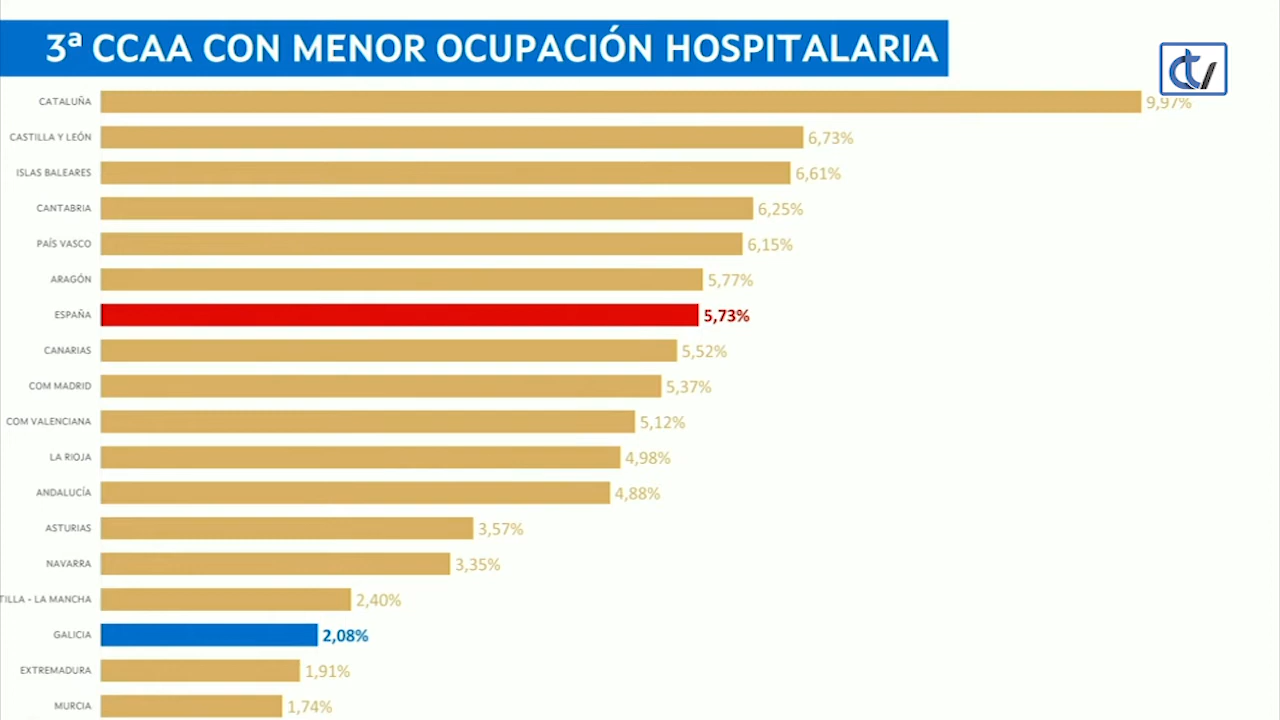 3ª CCAA CON MENOR OCUPACIÓN HOSPITALARIA
CTV
CATALUÑA 9,97%
CASTILLA Y LEÓN 6,73%
ISLAS BALEARES 6,61%
CANTABRIA 6,25%
PAÍS VASCO 6,15%
ARAGÓN 5,77%
ESPAÑA 5,73%
CANARIAS 5,52%
COM MADRID 5,37%
COM VALENCIANA 5,12%
LA RIOJA 4,98%
ANDALUCÍA 4,88%
ASTURIAS 3,57%
NAVARRA 3,35%
TILLA - LA MANCHA 2,40%
GALICIA 2,08%
EXTREMADURA 1,91%
MURCIA 1,74%